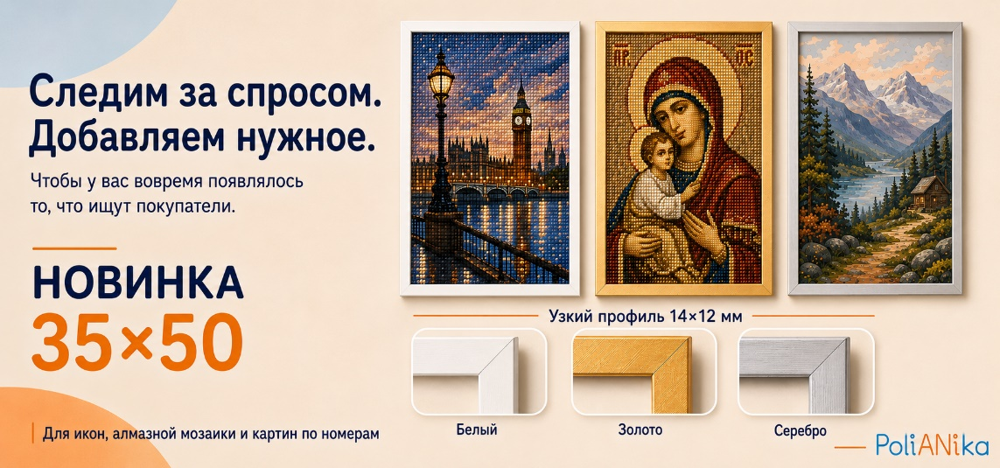 Следим за спросом.
Добавляем нужное.
Чтобы у вас вовремя появлялось
то, что ищут покупатели.
НОВИНКА
35×50
Для икон, алмазной мозаики и картин по номерам
ПР ОС
Узкий профиль 14×12 мм
Белый
Золото
Серебро
PoliANika